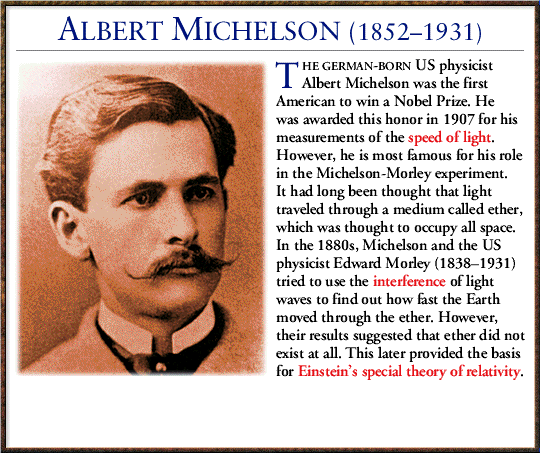 ALBERT MICHELSON (1852–1931)
THE GERMAN-BORN US physicist
Albert Michelson was the first
American to win a Nobel Prize. He
was awarded this honor in 1907 for his
measurements of the speed of light.
However, he is most famous for his role
in the Michelson-Morley experiment.
It had long been thought that light
traveled through a medium called ether,
which was thought to occupy all space.
In the 1880s, Michelson and the US
physicist Edward Morley (1838–1931)
tried to use the interference of light
waves to find out how fast the Earth
moved through the ether. However,
their results suggested that ether did not
exist at all. This later provided the basis
for Einstein's special theory of relativity.